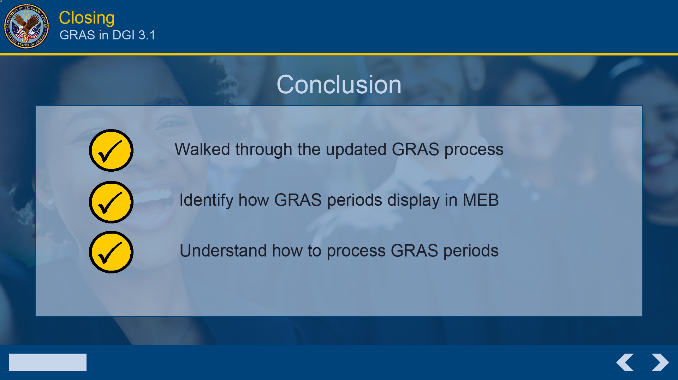 Closing
GRAS in DGI 3.1
Conclusion
Walked through the updated GRAS process
Identify how GRAS periods display in MEB
Understand how to process GRAS periods